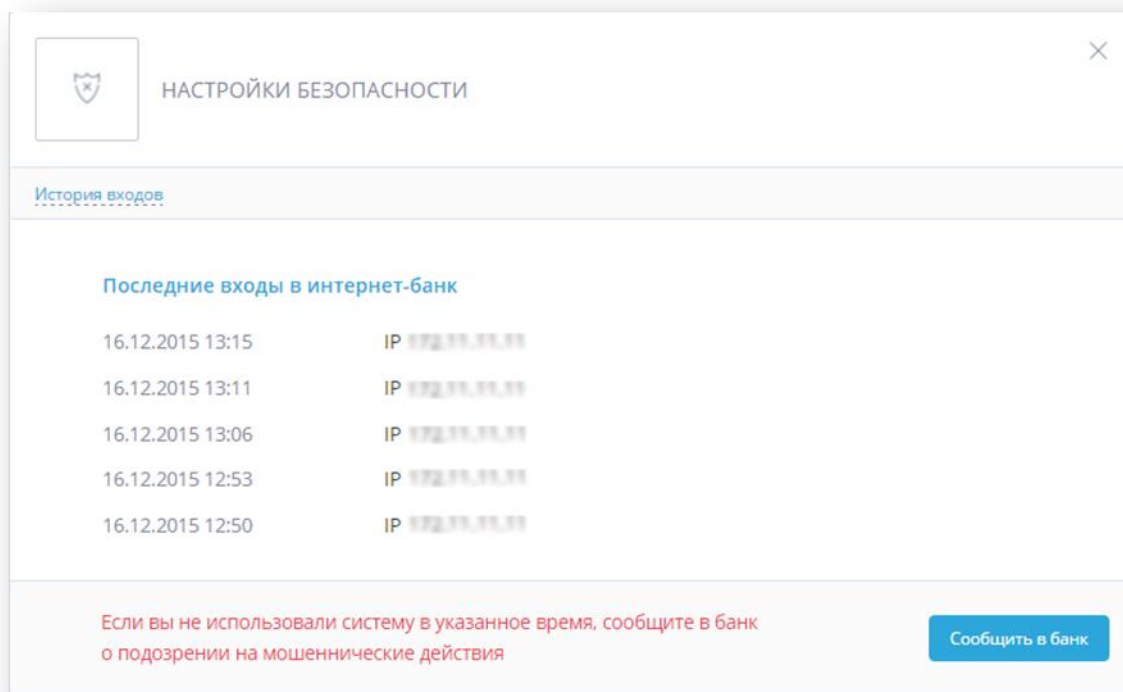 НАСТРОЙКИ БЕЗОПАСНОСТИ
История входов
Последние входы в интернет-банк
16.12.2015 13:15 IP
16.12.2015 13:11 IP
16.12.2015 13:06 IP
16.12.2015 12:53 IP
16.12.2015 12:50 IP
Если вы не использовали систему в указанное время, сообщите в банк
о подозрении на мошеннические действия
Сообщить в банк